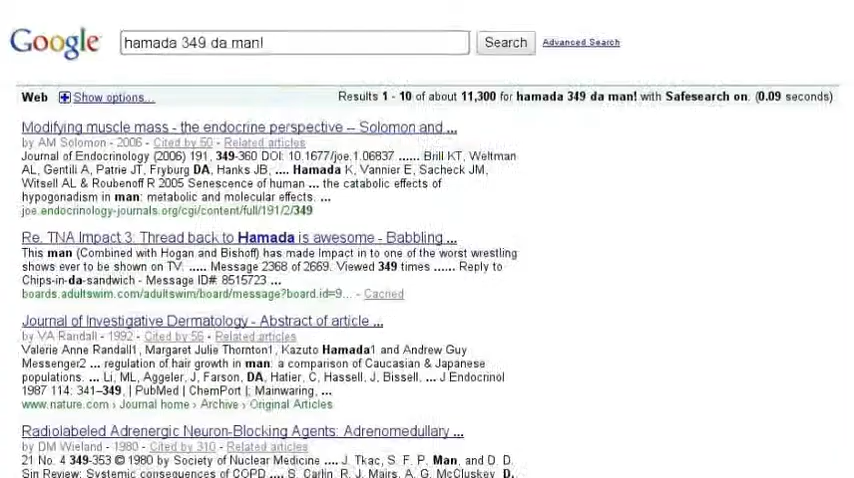 Google hamada 349 da man! Search Advanced Search
Web + Show options... Results 1 - 10 of about 11,300 for hamada 349 da man! with Safesearch on. (0.09 seconds)
Modifying muscle mass - the endocrine perspective -- Solomon and ...
by AM Solomon - 2006 - Cited by 50 - Related articles
Journal of Endocrinology (2006) 191, 349-360 DOI: 10.1677/joe.1.06837 ...... Brill KT, Weltman
AL, Gentili A, Patrie JT, Fryburg DA, Hanks JB, .... Hamada K, Vannier E, Sacheck JM,
Witsell AL & Roubenoff R 2005 Senescence of human ... the catabolic effects of
hypogonadism in man: metabolic and molecular effects. ...
joe.endocrinology-journals.org/cgi/content/full/191/2/349
Re. TNA Impact 3: Thread back to Hamada is awesome - Babbling ...
This man (Combined with Hogan and Bishoff) has made Impact in to one of the worst wrestling
shows ever to be shown on TV. ..... Message 2368 of 2669. Viewed 349 times ...... Reply to
Chips-in-da-sandwich - Message ID#: 8515723 ...
boards.adultswim.com/adultswim/board/message?board.id=9... - Cached
Journal of Investigative Dermatology - Abstract of article ...
by VA Randall - 1992 - Cited by 56 - Related articles
Valerie Anne Randall1, Margaret Julie Thornton1, Kazuto Hamada1 and Andrew Guy
Messenger2 ... regulation of hair growth in man: a comparison of Caucasian & Japanese
populations. ... Li, ML, Aggeler, J, Farson, DA, Hatier, C, Hassell, J, Bissell, ... J Endocrinol
1987 114: 341–349, | PubMed | ChemPort |; Mainwaring, ...
www.nature.com › Journal home › Archive › Original Articles
Radiolabeled Adrenergic Neuron-Blocking Agents: Adrenomedullary ...
by DM Wieland - 1980 - Cited by 310 - Related articles
21 No. 4 349-353 © 1980 by Society of Nuclear Medicine .... J. Tkac, S. F. P. Man, and D. D.
Sin Review: Systemic consequences of COPD ... S. Carlin, R. J. Mairs, A. G. McCluskey, D.